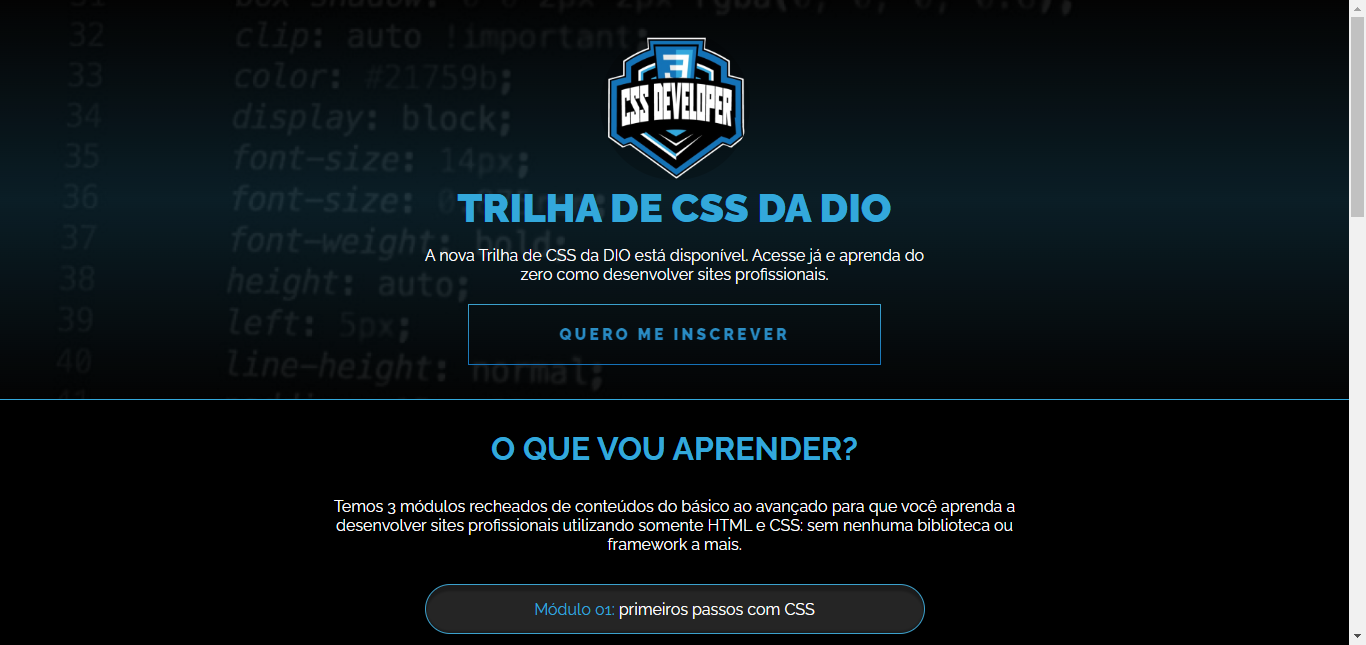 32 clip: auto !important;
33 color: #21759b;
34 display: block;
35 font-size: 14px;
36 font-size:
37 font-weight: bold;
38 height: auto;
39 left: 5px;
40 line-height: normal;
3
CSS DEVELOPER
TRILHA DE CSS DA DIO
A nova Trilha de CSS da DIO está disponível. Acesse já e aprenda do
zero como desenvolver sites profissionais.
QUERO ME INSCREVER
O QUE VOU APRENDER?
Temos 3 módulos recheados de conteúdos do básico ao avançado para que você aprenda a
desenvolver sites profissionais utilizando somente HTML e CSS: sem nenhuma biblioteca ou
framework a mais.
Módulo 01: primeiros passos com CSS